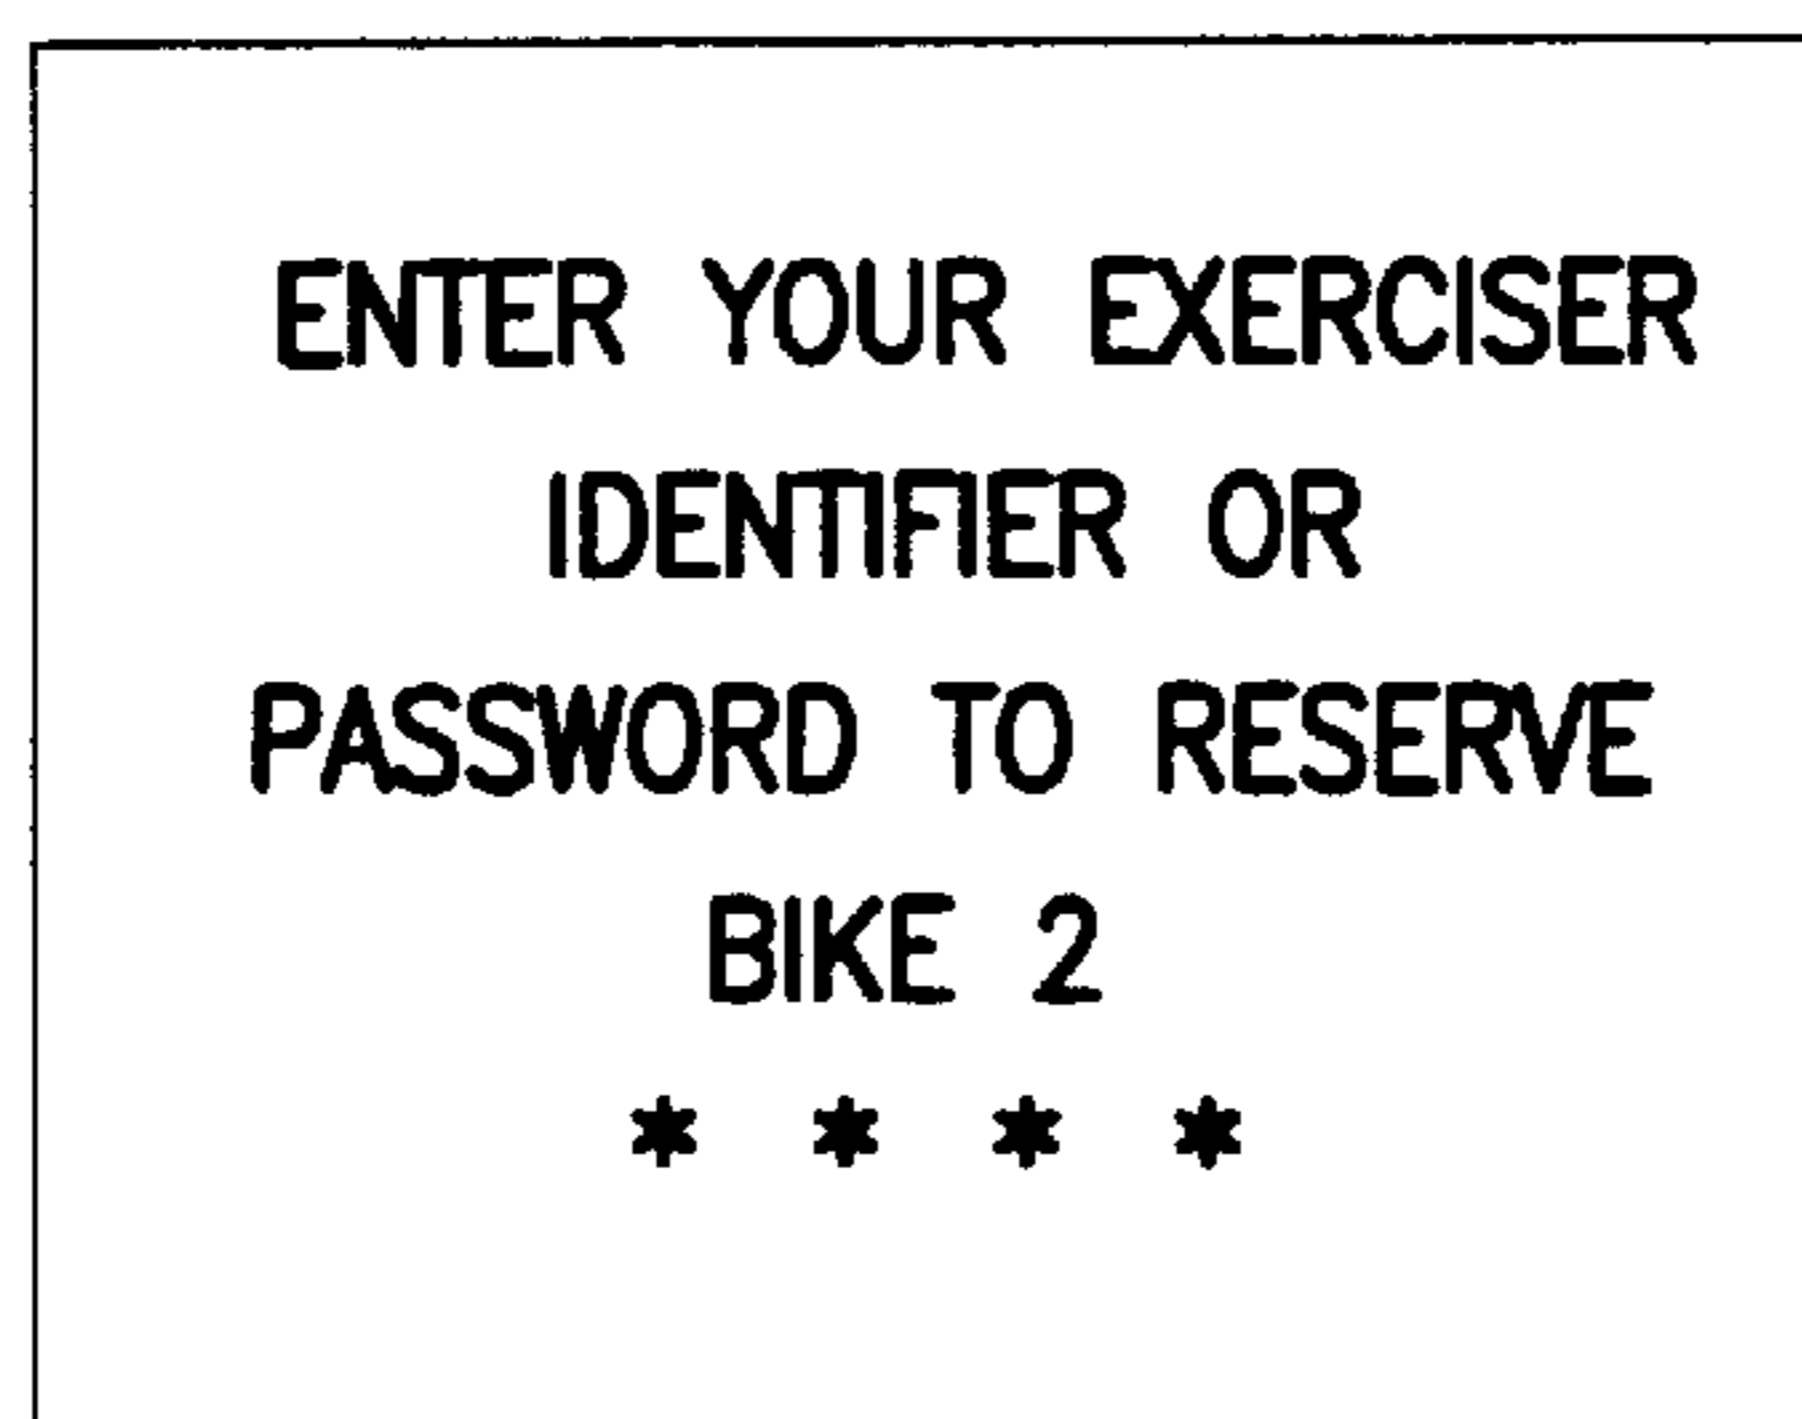 ENTER YOUR EXERCISER
IDENTIFIER OR
PASSWORD TO RESERVE
BIKE 2
* * * *